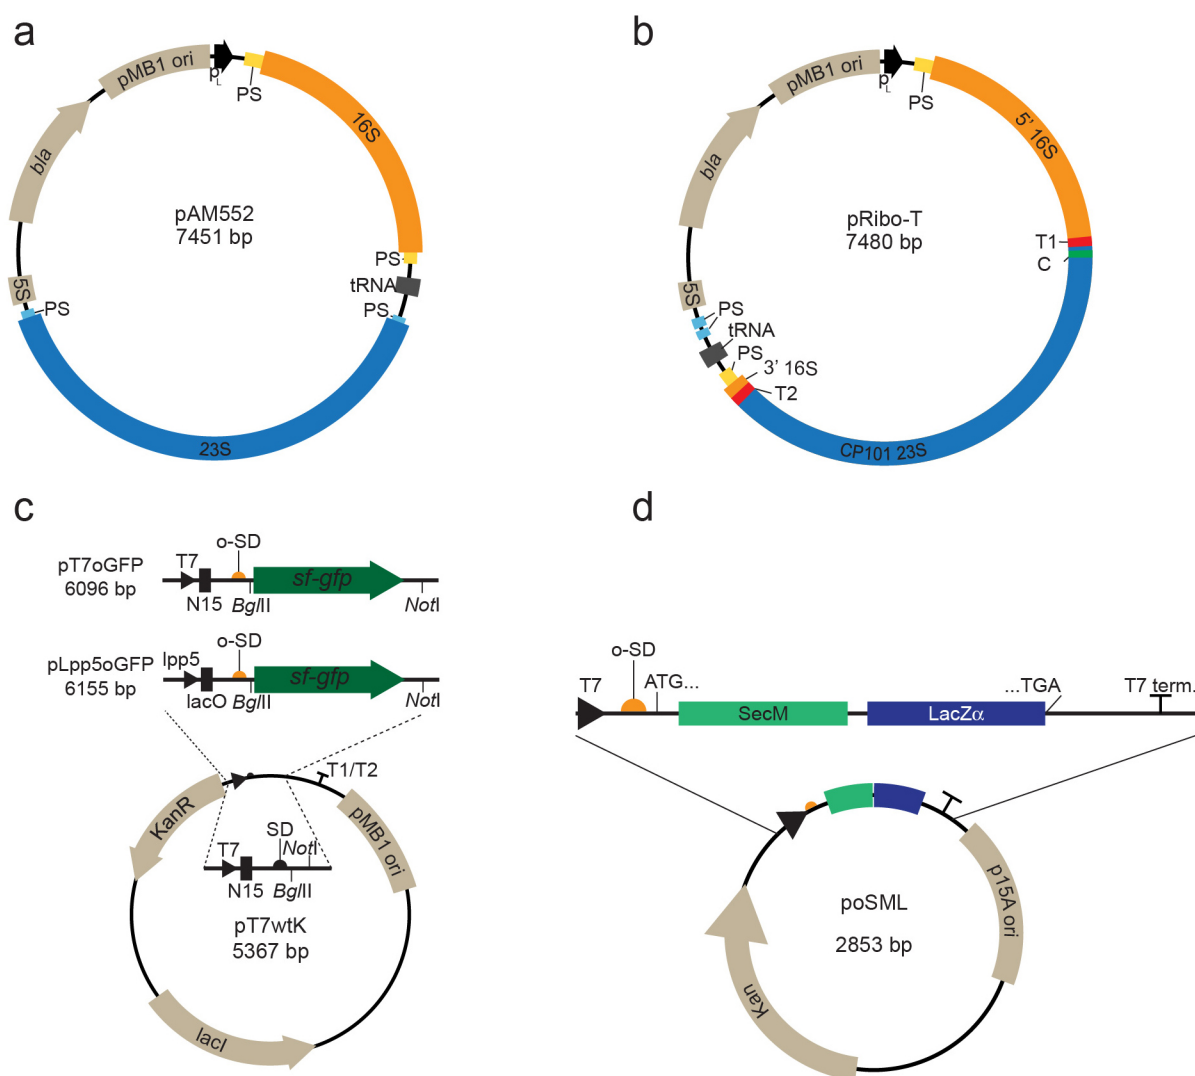 a
pMB1 ori
pL
PS
16S
bla
pAM552
7451 bp
PS
tRNA
PS
5S
PS
23S
b
pMB1 ori
pL
PS
5' 16S
bla
pRibo-T
7480 bp
T1
C
5S
PS
tRNA
PS
3' 16S
T2
CP101 23S
c
o-SD
pT7oGFP
6096 bp
T7
sf-gfp
N15
BglII
NotI
o-SD
pLpp5oGFP
6155 bp
lpp5
sf-gfp
lacO
BglII
NotI
T1/T2
KanR
pMB1 ori
SD
T7
NotI
N15
BglII
pT7wtK
5367 bp
lacI
d
o-SD
T7
ATG...
...TGA
T7 term.
SecM
LacZα
p15A ori
poSML
2853 bp
Kan